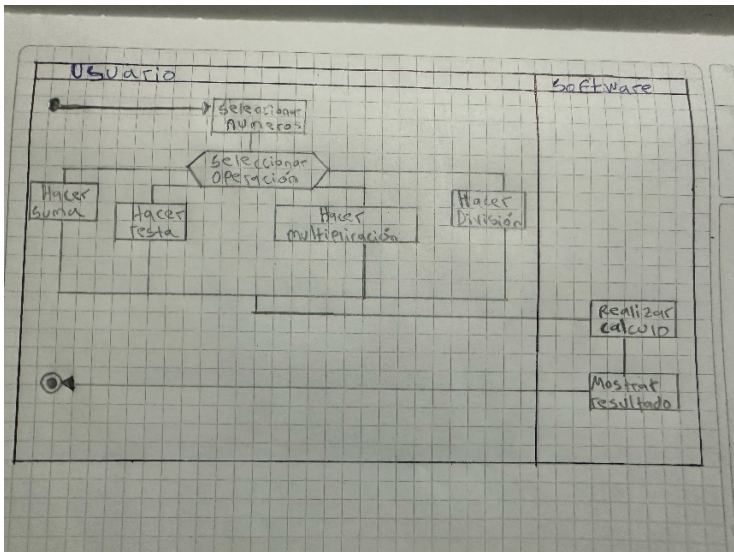 Usuario
Software
Seleccionar
Numeros
Seleccionar
Operación
Hacer
suma
Hacer
resta
Hacer
multiplicación
Hacer
División
Realizar
calculo
Mostrar
resultado